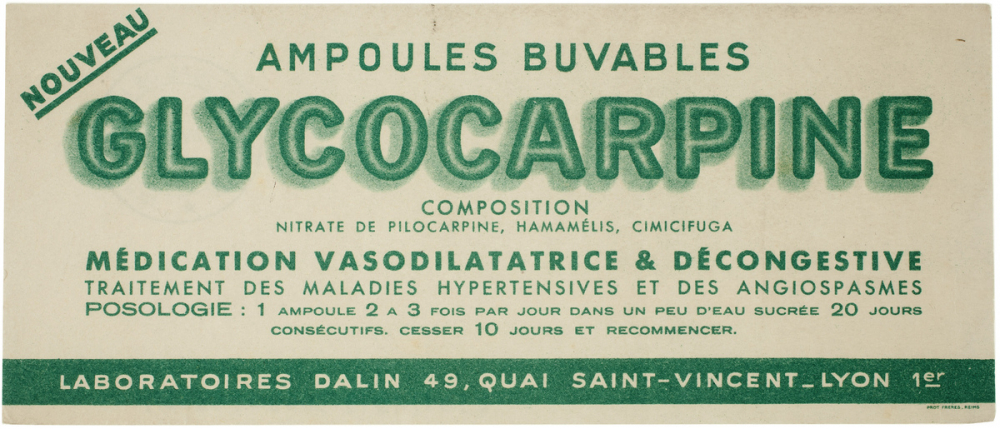 NOUVEAU
AMPOULES BUVABLES
GLYCOCARPINE
COMPOSITION
NITRATE DE PILOCARPINE, HAMAMÉLIS, CIMICIFUGA
MÉDICATION VASODILATATRICE & DÉCONGESTIVE
TRAITEMENT DES MALADIES HYPERTENSIVES ET DES ANGIOSPASMES
POSOLOGIE : 1 AMPOULE 2 A 3 FOIS PAR JOUR DANS UN PEU D'EAU SUCRÉE 20 JOURS
CONSÉCUTIFS. CESSER 10 JOURS ET RECOMMENCER.
LABORATOIRES DALIN 49, QUAI SAINT-VINCENT_LYON 1er
FRERES_REIMS